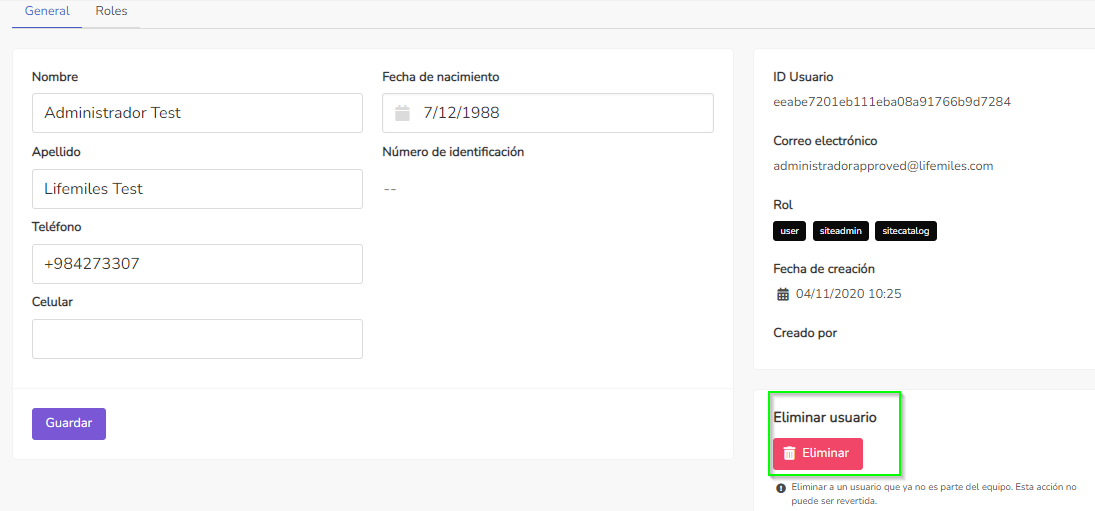 General Roles
Nombre
Administrador Test
Apellido
Lifemiles Test
Teléfono
+984273307
Celular
Fecha de nacimiento
7/12/1988
Número de identificación
--
Guardar
ID Usuario
eeabe7201eb111eba08a91766b9d7284
Correo electrónico
administradorapproved@lifemiles.com
Rol
user siteadmin sitecatalog
Fecha de creación
04/11/2020 10:25
Creado por
Eliminar usuario
Eliminar
Eliminar a un usuario que ya no es parte del equipo. Esta acción no
puede ser revertida.